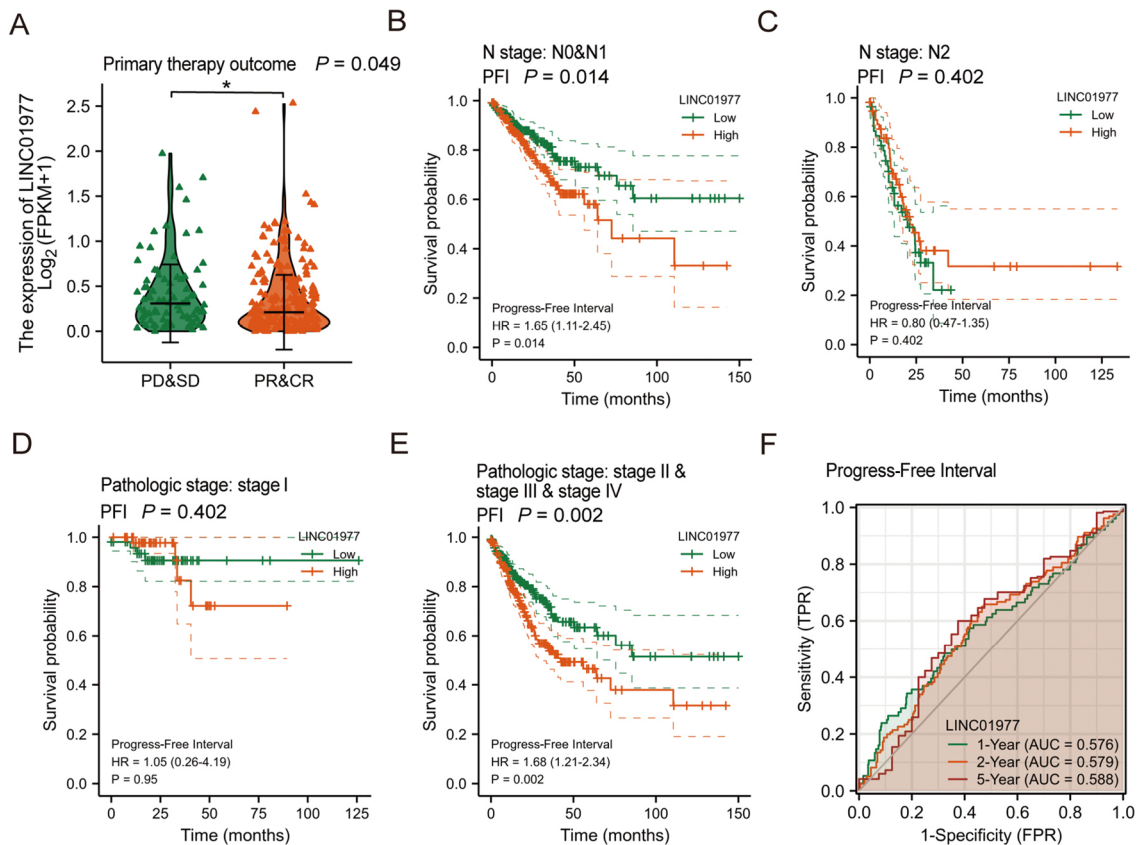 A
Primary therapy outcome P = 0.049
*
The expression of LINC01977
Log2(FPKM+1)
2.5
2.0
1.5
1.0
0.5
0.0
PD&SD
PR&CR
B
N stage: N0&N1
PFI P = 0.014
LINC01977
Low
High
Survival probability
1.0
0.8
0.6
0.4
0.2
0.0
Progress-Free Interval
HR = 1.65 (1.11-2.45)
P = 0.014
0 50 100 150
Time (months)
C
N stage: N2
PFI P = 0.402
LINC01977
Low
High
Survival probability
1.0
0.8
0.6
0.4
0.2
0.0
Progress-Free Interval
HR = 0.80 (0.47-1.35)
P = 0.402
0 25 50 75 100 125
Time (months)
D
Pathologic stage: stage I
PFI P = 0.402
LINC01977
Low
High
Survival probability
1.0
0.8
0.6
0.4
0.2
0.0
Progress-Free Interval
HR = 1.05 (0.26-4.19)
P = 0.95
0 25 50 75 100 125
Time (months)
E
Pathologic stage: stage II &
stage III & stage IV
PFI P = 0.002
LINC01977
Low
High
Survival probability
1.0
0.8
0.6
0.4
0.2
0.0
Progress-Free Interval
HR = 1.68 (1.21-2.34)
P = 0.002
0 50 100 150
Time (months)
F
Progress-Free Interval
Sensitivity (TPR)
1.0
0.8
0.6
0.4
0.2
0.0
LINC01977
1-Year (AUC = 0.576)
2-Year (AUC = 0.579)
5-Year (AUC = 0.588)
0.0 0.2 0.4 0.6 0.8 1.0
1-Specificity (FPR)